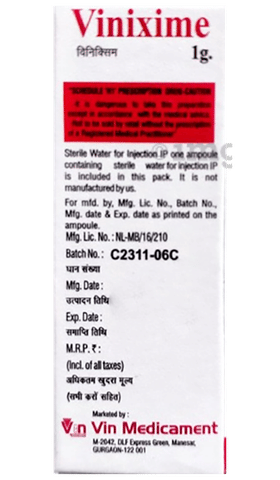 Vinixime
विनिक्सिम
1g.
"SCHEDULE 'H' PRESCRIPTION DRUG-CAUTION
It is dangerous to take this preparation
except in accordance with the medical advice.
Not to be sold by retail without the prescription
of a Registered Medical Practitioner"
Sterile Water for Injection IP one ampoule
containing sterile water for injection IP
is included in this pack. It is not
manufactured by us.
For mfd. by, Mfg. Lic. No., Batch No.,
Mfg. date & Exp. date as printed on the
ampoule.
Mfg. Lic. No.: NL-MB/16/210
Batch No.: C2311-06C
घान संख्या
Mfg. Date :
उत्पादन तिथि
Exp. Date :
समाप्ति तिथि
M.R.P. ₹ :
(Incl. of all taxes)
अधिकतम खुदरा मूल्य
(सभी करों सहित)
Marketed by :
Vin Vin Medicament
M-2042, DLF Express Green, Manesar,
GURGAON-122 001